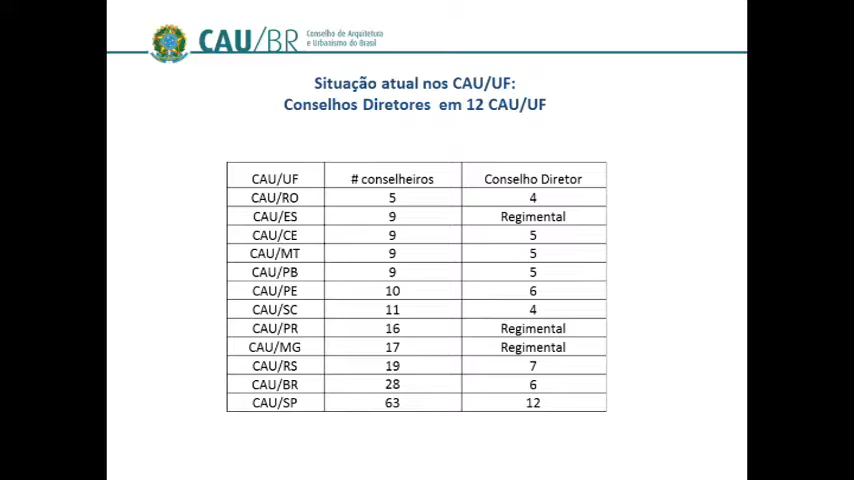 CAU/BR
Conselho de Arquitetura
e Urbanismo do Brasil
Situação atual nos CAU/UF:
Conselhos Diretores em 12 CAU/UF
CAU/UF # conselheiros Conselho Diretor
CAU/RO 5 4
CAU/ES 9 Regimental
CAU/CE 9 5
CAU/MT 9 5
CAU/PB 9 5
CAU/PE 10 6
CAU/SC 11 4
CAU/PR 16 Regimental
CAU/MG 17 Regimental
CAU/RS 19 7
CAU/BR 28 6
CAU/SP 63 12